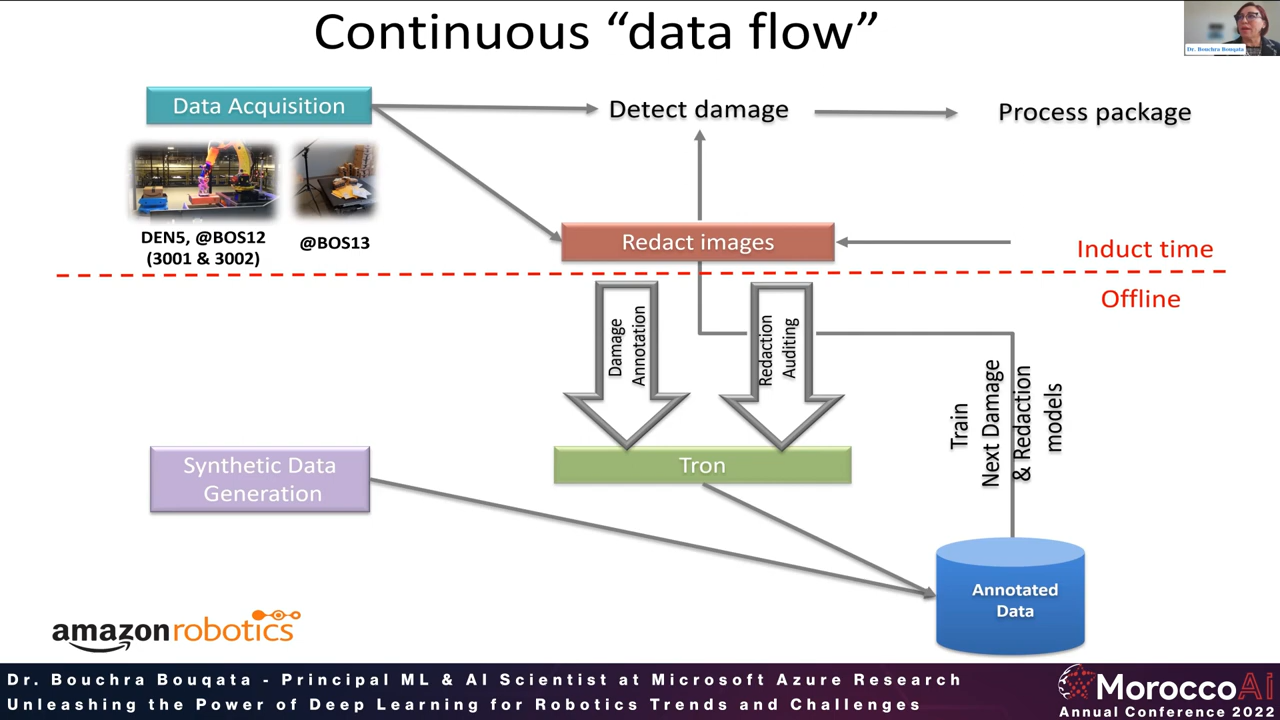 Continuous “data flow”
Dr. Bouchra Bouqata
Data Acquisition
Detect damage
Process package
DEN5, @BOS12
(3001 & 3002)
@BOS13
Redact images
Induct time
Offline
Damage
Annotation
Redaction
Auditing
Train
Next Damage
& Redaction
models
Synthetic Data
Generation
Tron
Annotated
Data
amazonrobotics
Dr. Bouchra Bouqata - Principal ML & AI Scientist at Microsoft Azure Research
Unleashing the Power of Deep Learning for Robotics Trends and Challenges
MoroccoAi
Annual Conference 2022